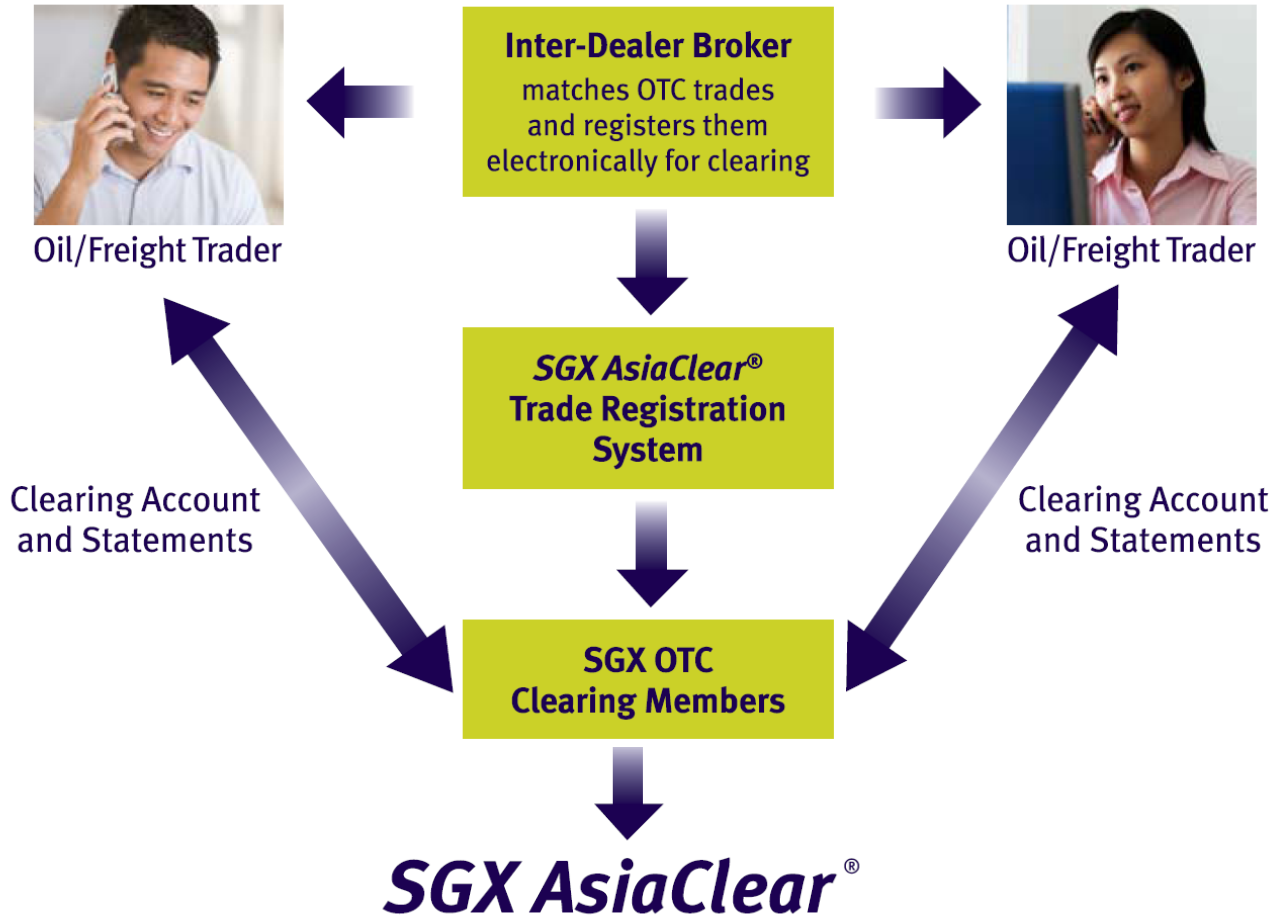 Inter-Dealer Broker
matches OTC trades
and registers them
electronically for clearing
Oil/Freight Trader
Oil/Freight Trader
SGX AsiaClear®
Trade Registration
System
Clearing Account
and Statements
Clearing Account
and Statements
SGX OTC
Clearing Members
SGX AsiaClear®